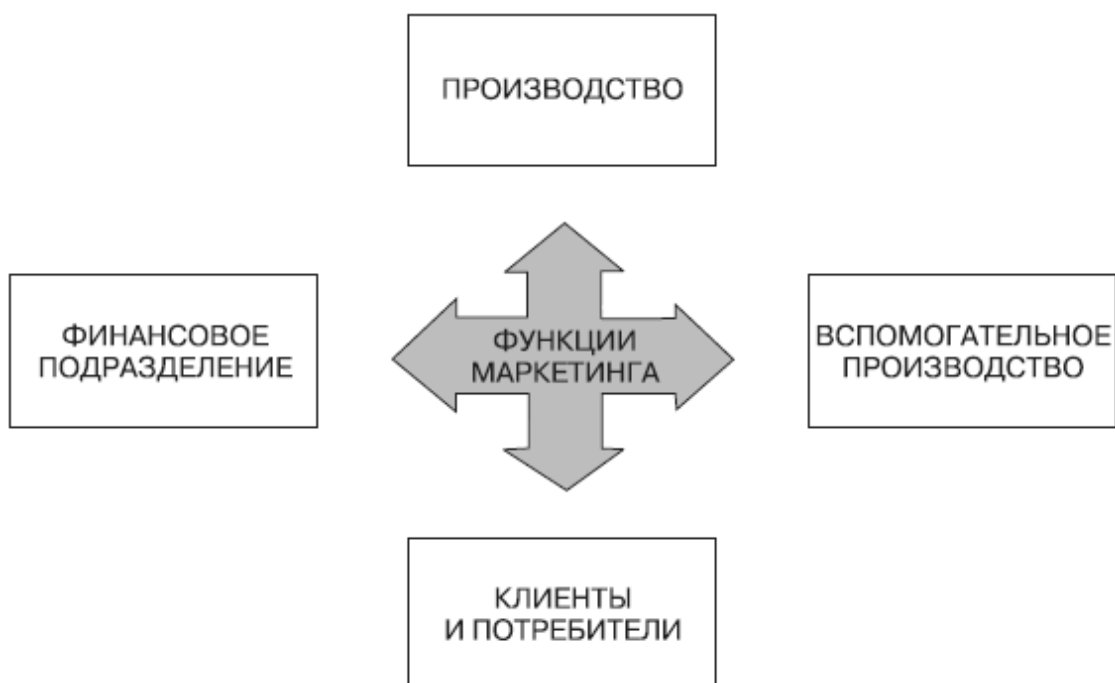 ПРОИЗВОДСТВО
ФИНАНСОВОЕ
ПОДРАЗДЕЛЕНИЕ
ФУНКЦИИ
МАРКЕТИНГА
ВСПОМОГАТЕЛЬНОЕ
ПРОИЗВОДСТВО
КЛИЕНТЫ
И ПОТРЕБИТЕЛИ